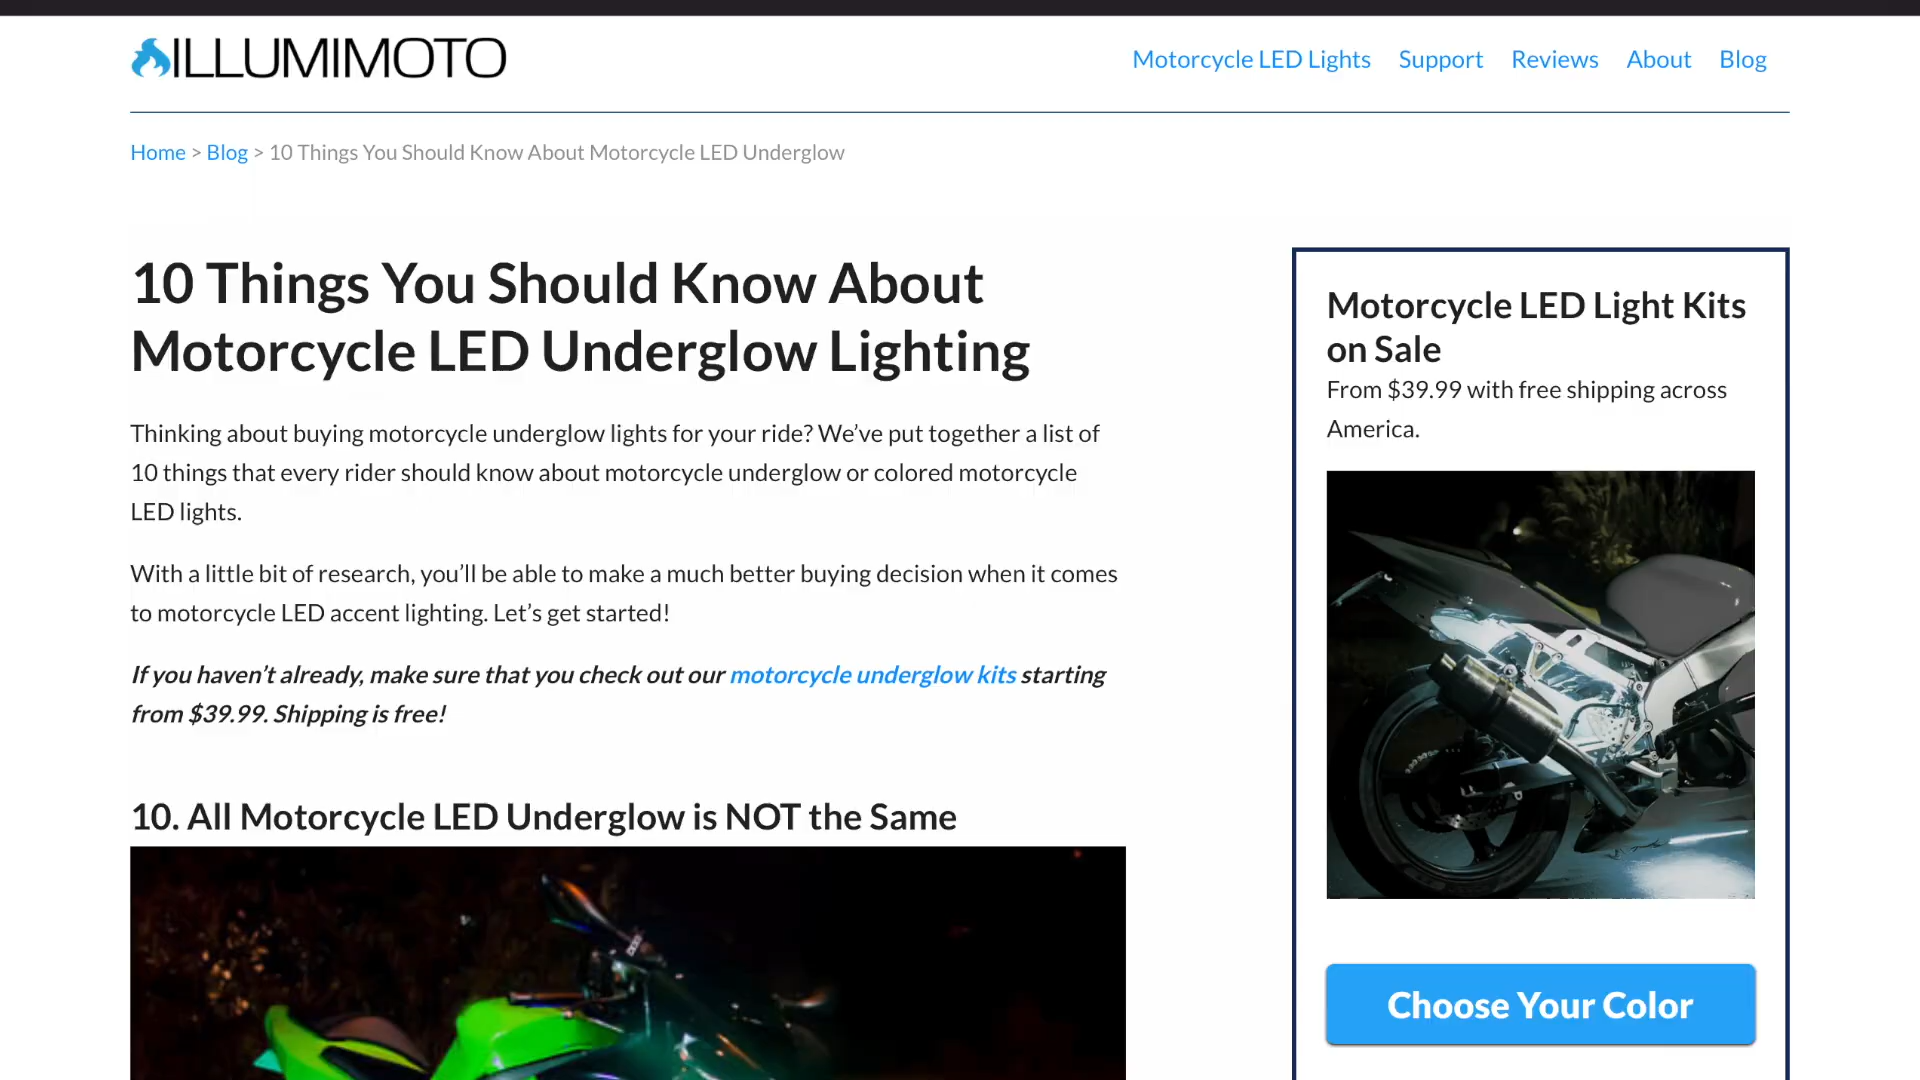 ILLUMIMOTO
Motorcycle LED Lights Support Reviews About Blog
Home > Blog > 10 Things You Should Know About Motorcycle LED Underglow
10 Things You Should Know About
Motorcycle LED Underglow Lighting
Thinking about buying motorcycle underglow lights for your ride? We’ve put together a list of
10 things that every rider should know about motorcycle underglow or colored motorcycle
LED lights.
With a little bit of research, you’ll be able to make a much better buying decision when it comes
to motorcycle LED accent lighting. Let’s get started!
If you haven’t already, make sure that you check out our motorcycle underglow kits starting
from $39.99. Shipping is free!
10. All Motorcycle LED Underglow is NOT the Same
Motorcycle LED Light Kits
on Sale
From $39.99 with free shipping across
America.
Choose Your Color